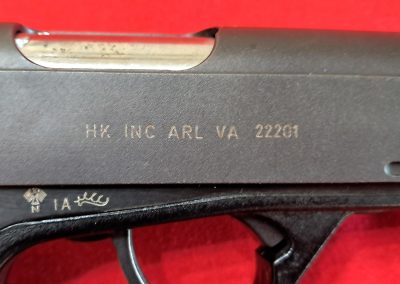 HK INC ARL VA 22201
N IA